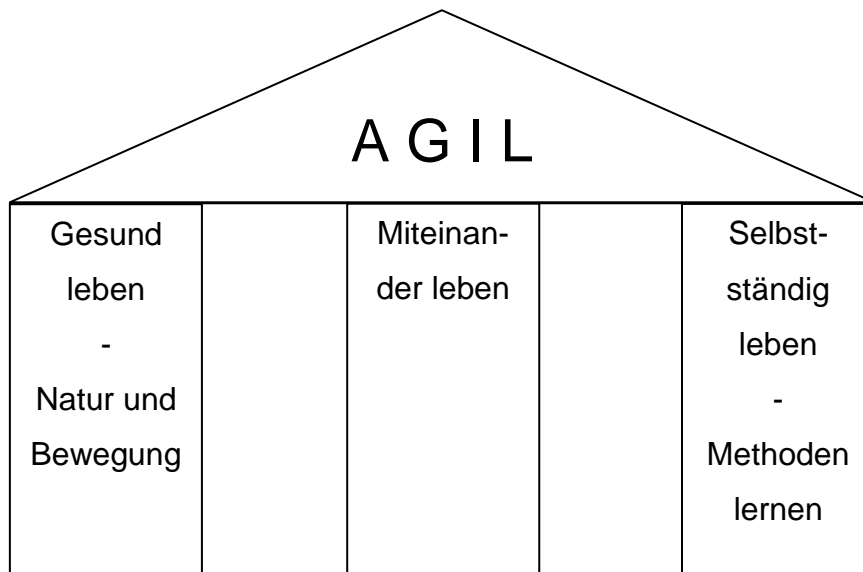 A G I L
Gesund
leben
-
Natur und
Bewegung
Miteinan-
der leben
Selbst-
ständig
leben
-
Methoden
lernen